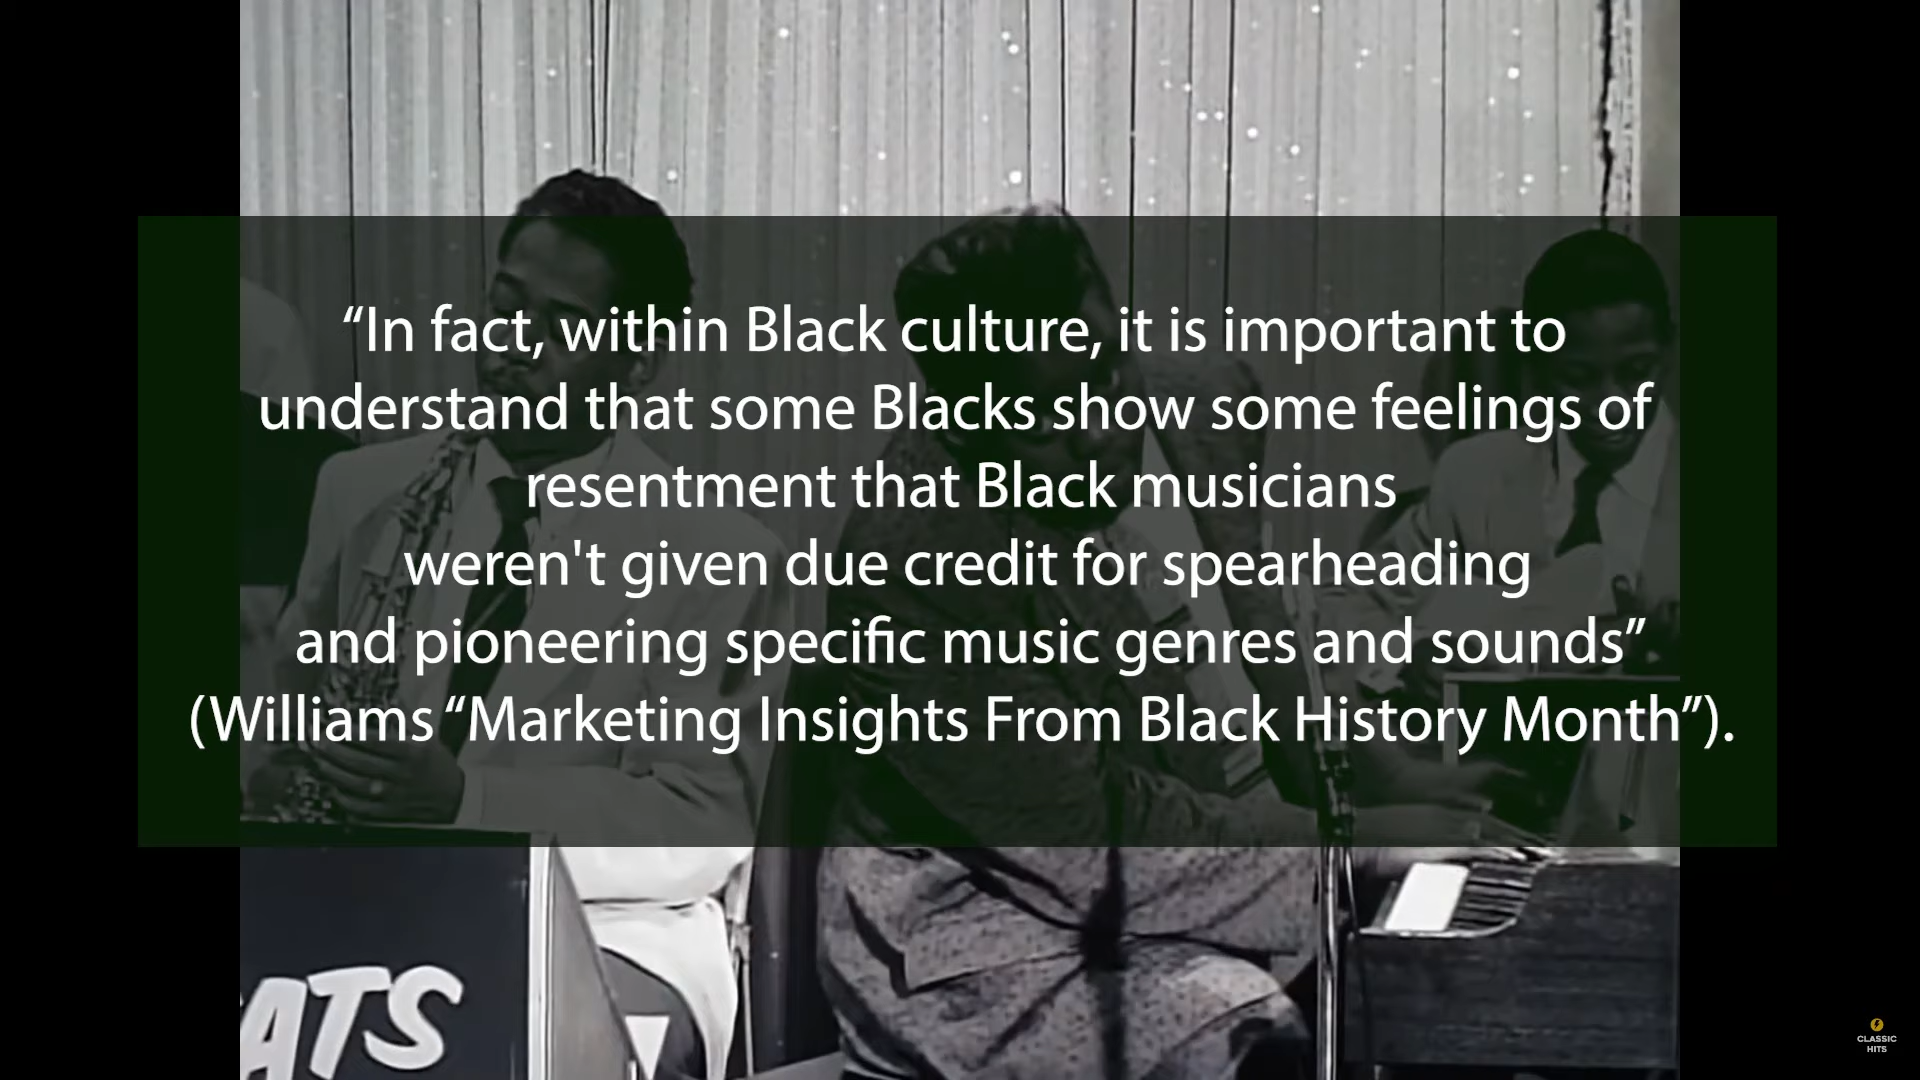 “In fact, within Black culture, it is important to
understand that some Blacks show some feelings of
resentment that Black musicians
weren't given due credit for spearheading
and pioneering specific music genres and sounds”
(Williams “Marketing Insights From Black History Month”).
ATS
CLASSIC
HITS